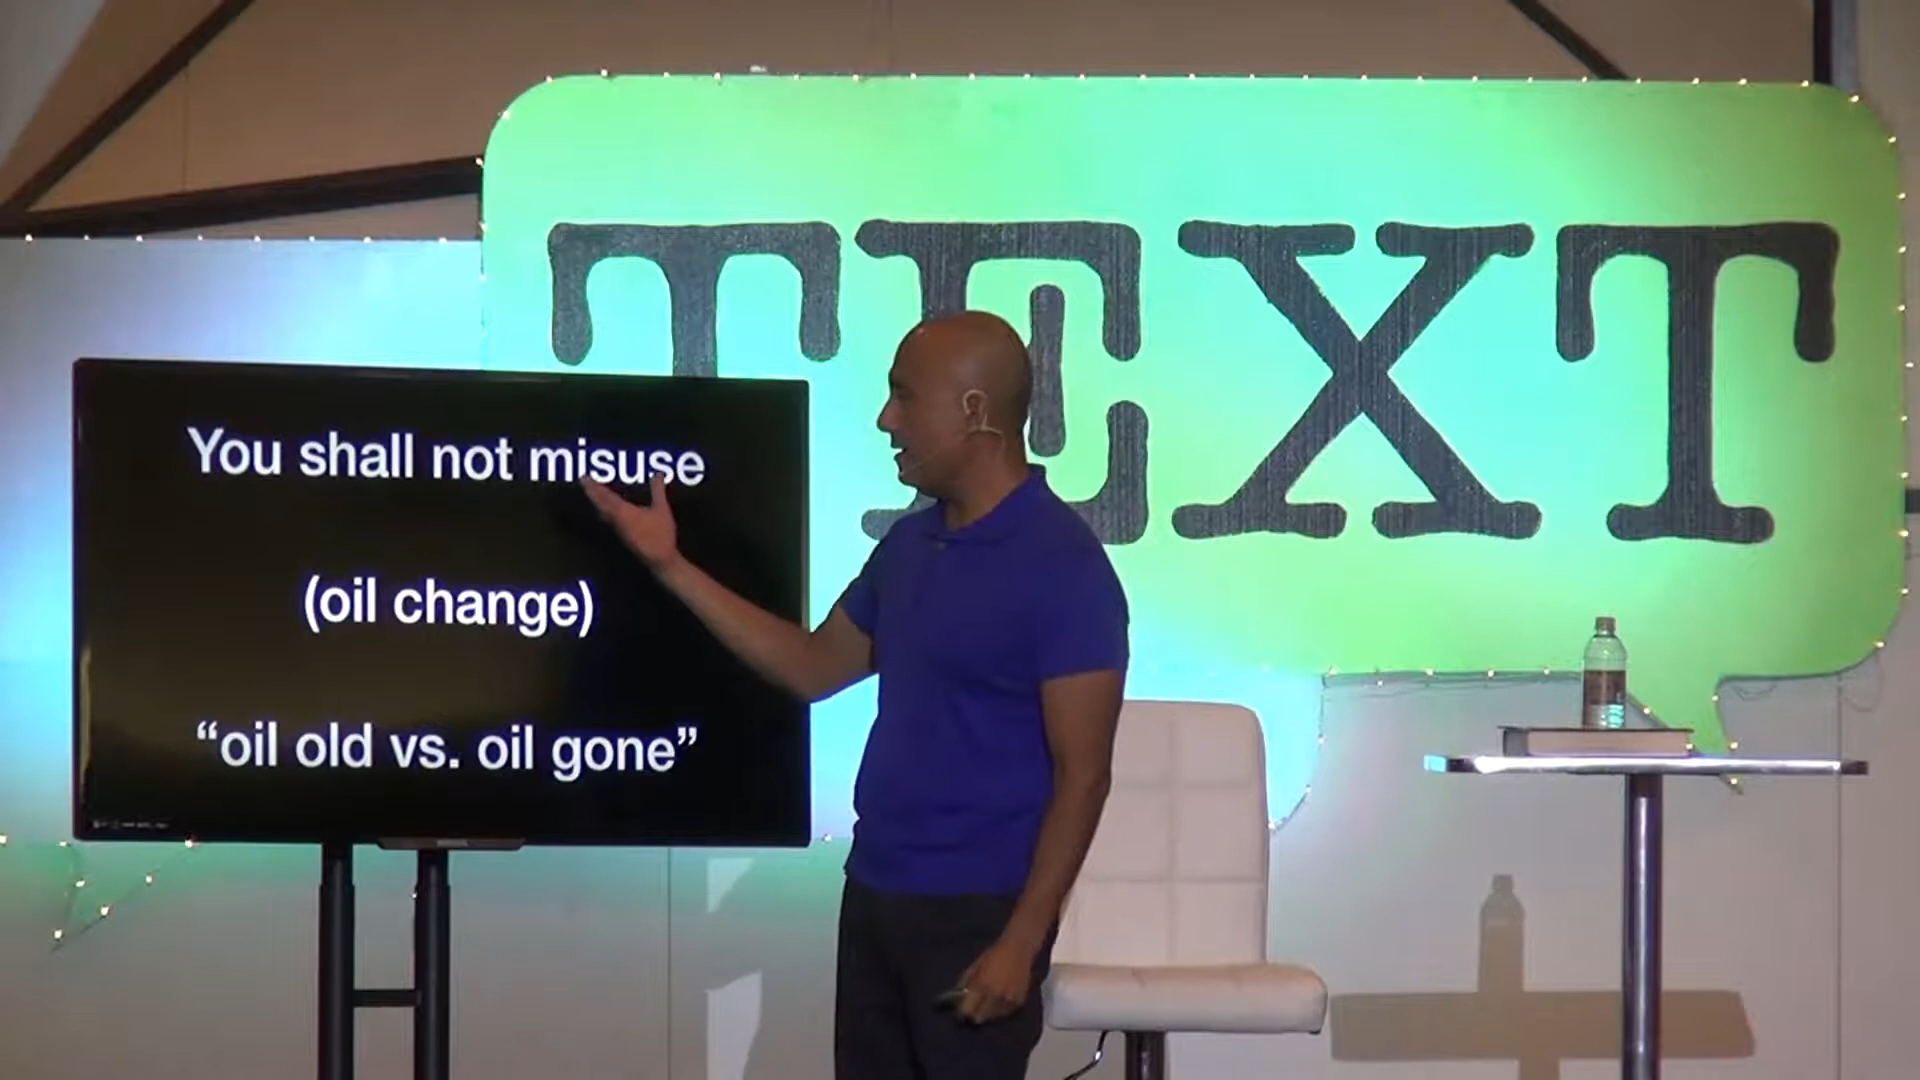 TEXT
You shall not misuse
(oil change)
“oil old vs. oil gone”